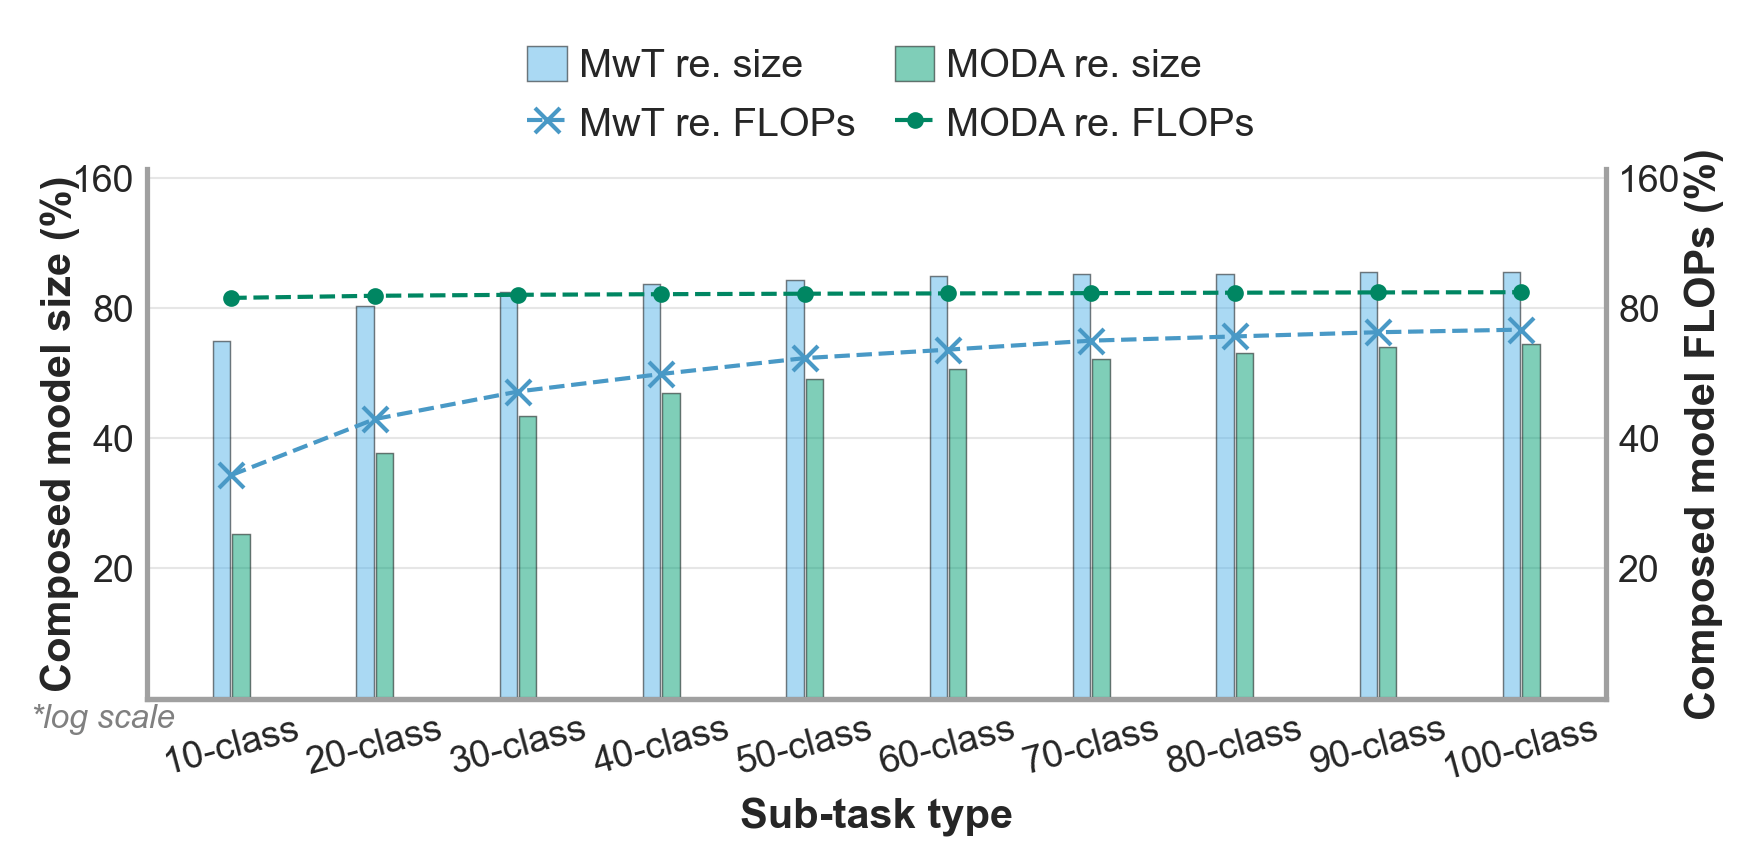 MwT re. size
MODA re. size
MwT re. FLOPs
MODA re. FLOPs
Composed model size (%)
160
80
40
20
160
80
40
20
Composed model FLOPs (%)
*log scale
10-class
20-class
30-class
40-class
50-class
60-class
70-class
80-class
90-class
100-class
Sub-task type